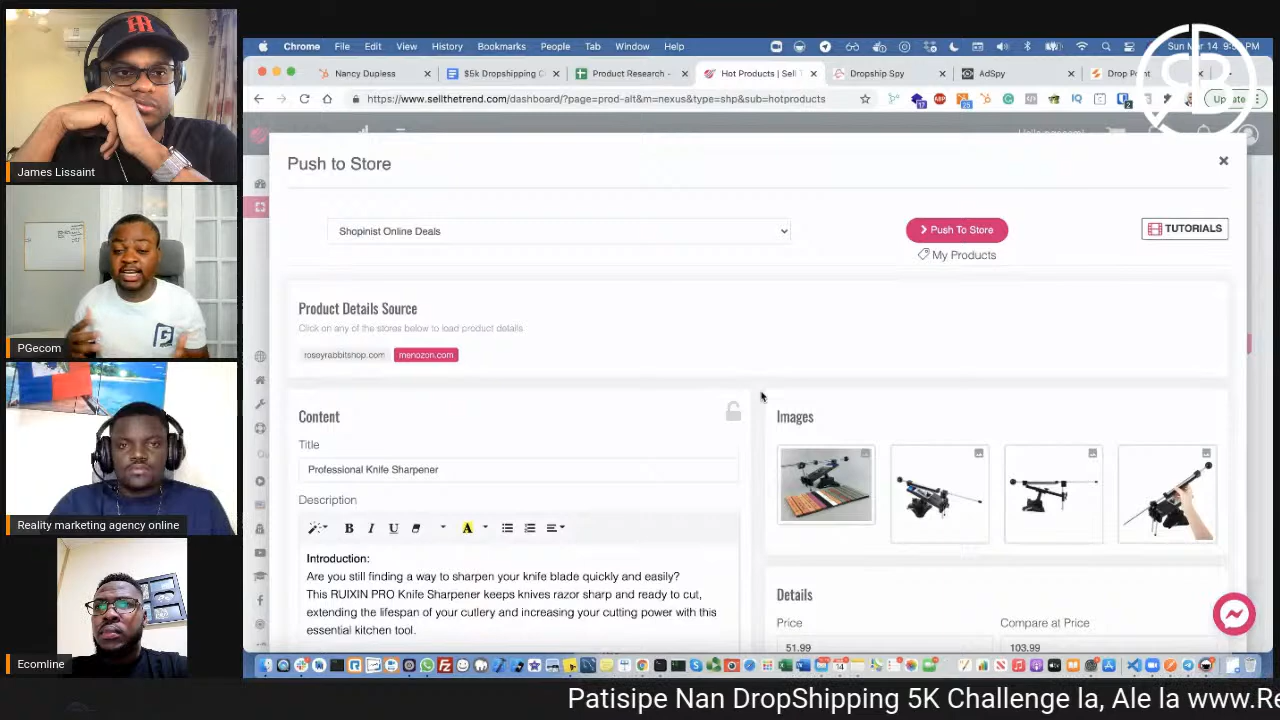 James Lissaint
PGecom
Reality marketing agency online
Ecomline
Chrome File Edit View History Bookmarks People Tab Window Help
Sun Mar 14
Nancy Dupless
$5k Dropshipping C
Product Research -
Hot Products | Sell T
Dropship Spy
AdSpy
Drop Point
https://www.sellthetrend.com/dashboard/?page=prod-alt&m=nexus&type=shp&sub=hotproducts
Update
Push to Store
Shopinist Online Deals
Push To Store
TUTORIALS
My Products
Product Details Source
Click on any of the stores below to load product details
roseyrabbitshop.com
menozon.com
Content
Title
Professional Knife Sharpener
Description
B I U A
Introduction:
Are you still finding a way to sharpen your knife blade quickly and easily?
This RUIXIN PRO Knife Sharpener keeps knives razor sharp and ready to cut,
extending the lifespan of your cutlery and increasing your cutting power with this
essential kitchen tool.
Images
Details
Price
Compare at Price
51.99
103.99
Patisipe Nan DropShipping 5K Challenge la, Ale la www.Re